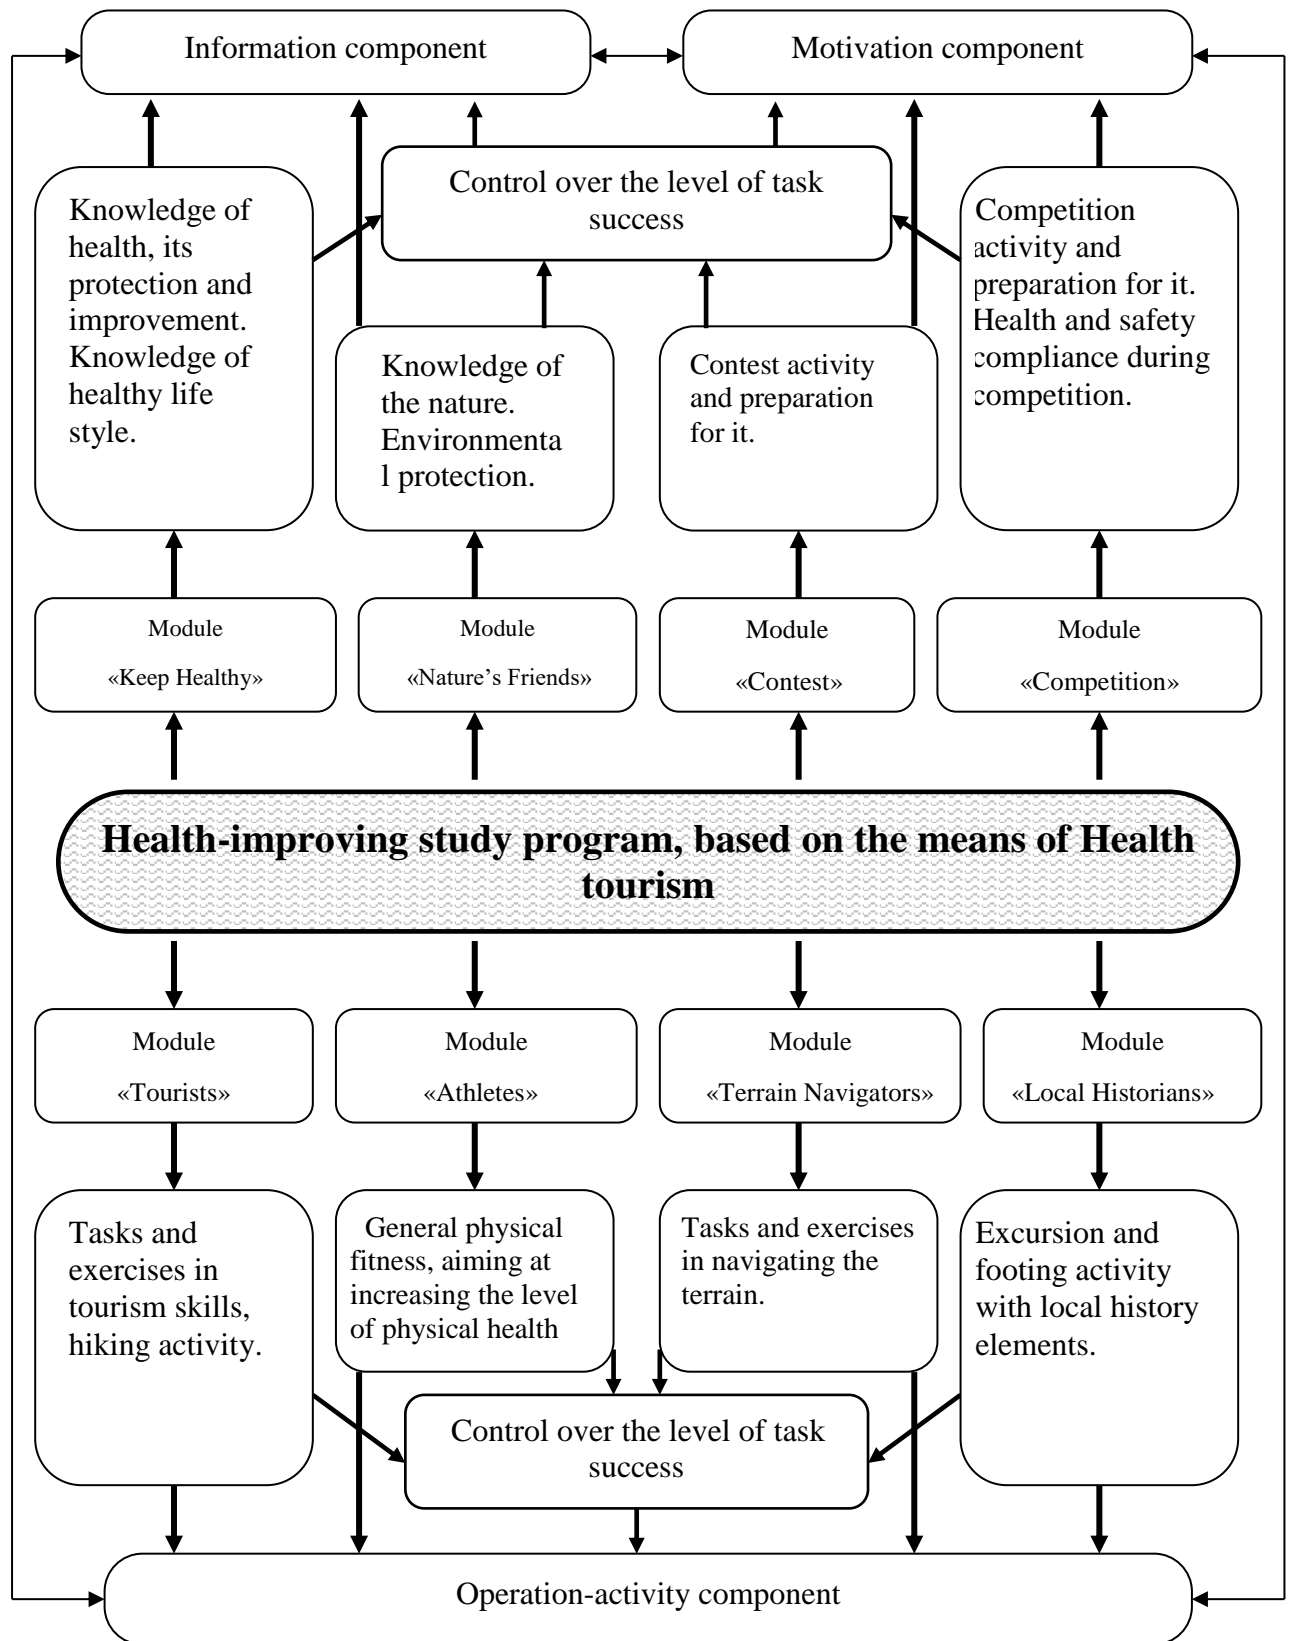 Information component
Motivation component
Control over the level of task
success
Knowledge of
health, its
protection and
improvement.
Knowledge of
healthy life
style.
Competition
activity and
preparation for it.
Health and safety
compliance during
competition.
Knowledge of
the nature.
Environmenta
l protection.
Contest activity
and preparation
for it.
Module
«Keep Healthy»
Module
«Nature’s Friends»
Module
«Contest»
Module
«Competition»
Health-improving study program, based on the means of Health
tourism
Module
«Tourists»
Module
«Athletes»
Module
«Terrain Navigators»
Module
«Local Historians»
Tasks and
exercises in
tourism skills,
hiking activity.
General physical
fitness, aiming at
increasing the level
of physical health
Tasks and exercises
in navigating the
terrain.
Excursion and
footing activity
with local history
elements.
Control over the level of task
success
Operation-activity component